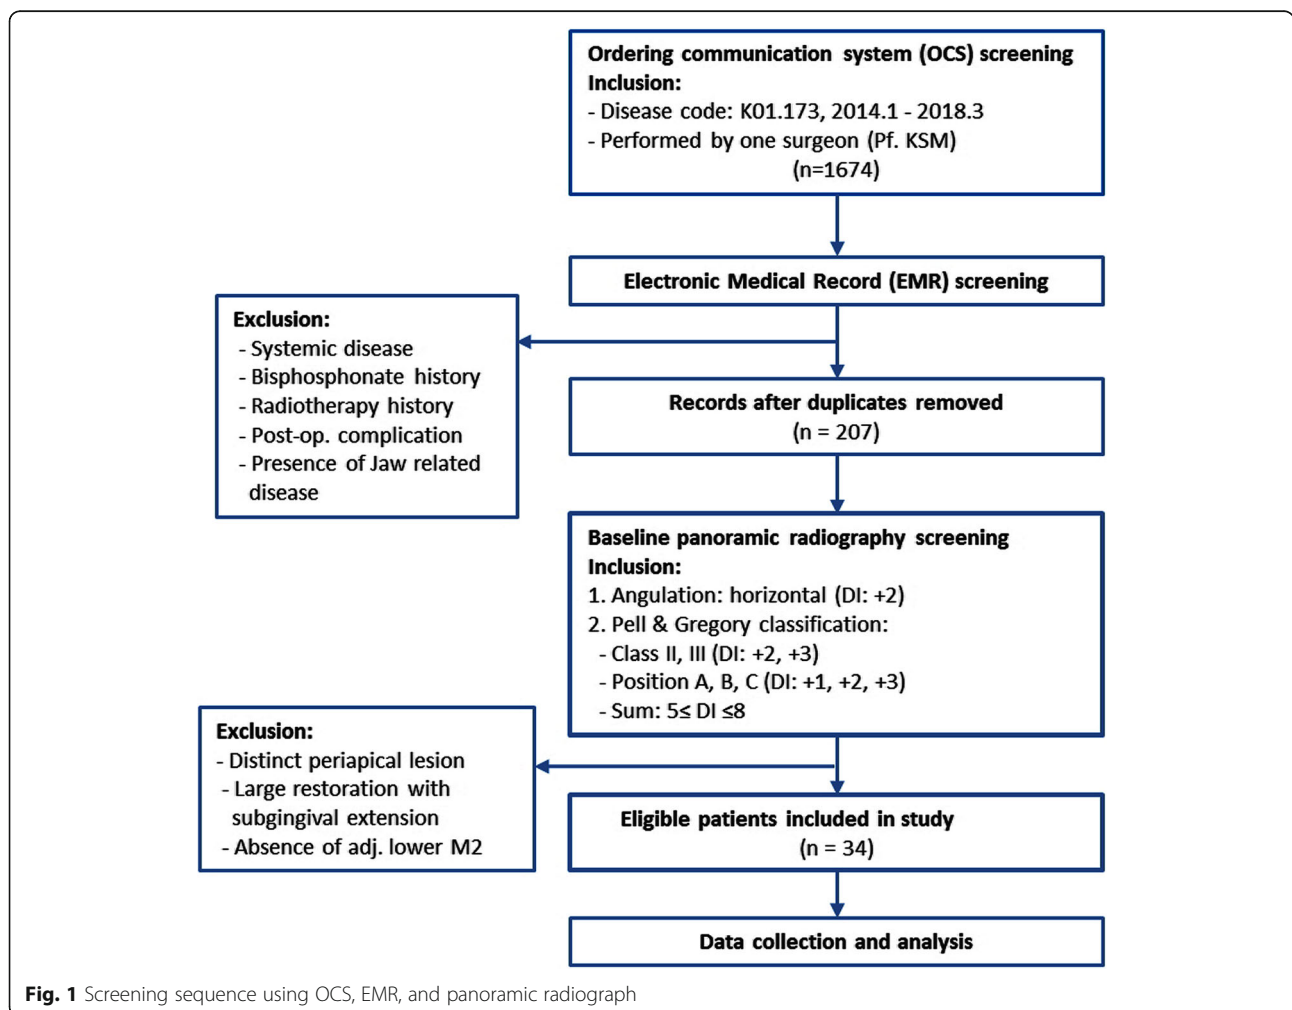 Ordering communication system (OCS) screening
Inclusion:
- Disease code: K01.173, 2014.1 - 2018.3
- Performed by one surgeon (Pf. KSM)
(n=1674)
Electronic Medical Record (EMR) screening
Exclusion:
- Systemic disease
- Bisphosphonate history
- Radiotherapy history
- Post-op. complication
- Presence of Jaw related
disease
Records after duplicates removed
(n = 207)
Baseline panoramic radiography screening
Inclusion:
1. Angulation: horizontal (DI: +2)
2. Pell & Gregory classification:
- Class II, III (DI: +2, +3)
- Position A, B, C (DI: +1, +2, +3)
- Sum: 5≤ DI ≤8
Exclusion:
- Distinct periapical lesion
- Large restoration with
subgingival extension
- Absence of adj. lower M2
Eligible patients included in study
(n = 34)
Data collection and analysis
Fig. 1 Screening sequence using OCS, EMR, and panoramic radiograph